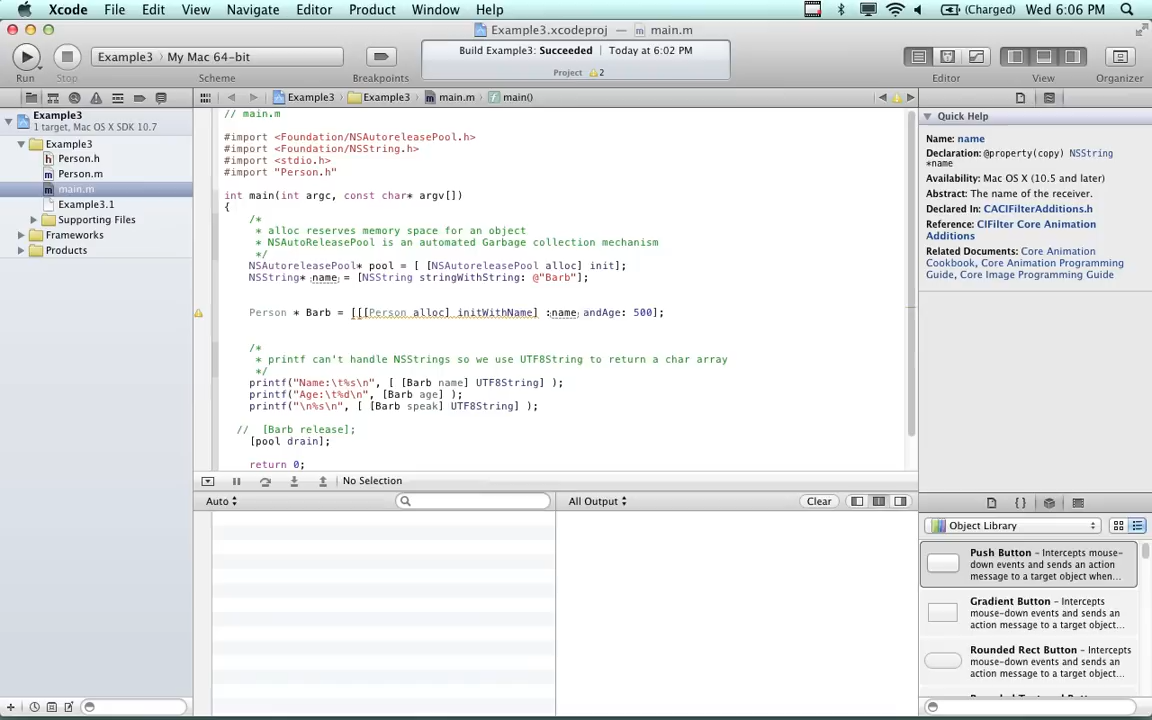 Xcode File Edit View Navigate Editor Product Window Help (Charged) Wed 6:06 PM
Example3.xcodeproj — main.m
Example3 〉 My Mac 64-bit
Build Example3: Succeeded | Today at 6:02 PM
Project 2
Run Stop Scheme Breakpoints Editor View Organizer
Example3 〉 Example3 〉 main.m 〉 main()
Example3
1 target, Mac OS X SDK 10.7
Example3
Person.h
Person.m
main.m
Example3.1
Supporting Files
Frameworks
Products
// main.m
#import <Foundation/NSAutoreleasePool.h>
#import <Foundation/NSString.h>
#import <stdio.h>
#import "Person.h"
int main(int argc, const char* argv[])
{
/*
* alloc reserves memory space for an object
* NSAutoReleasePool is an automated Garbage collection mechanism
*/
NSAutoreleasePool* pool = [ [NSAutoreleasePool alloc] init];
NSString* name = [NSString stringWithString: @"Barb"];
Person * Barb = [[[Person alloc] initWithName] :name andAge: 500];
/*
* printf can't handle NSStrings so we use UTF8String to return a char array
*/
printf("Name:\t%s\n", [ [Barb name] UTF8String] );
printf("Age:\t%d\n", [Barb age] );
printf("\n%s\n", [ [Barb speak] UTF8String] );
// [Barb release];
[pool drain];
return 0;
No Selection
Auto
All Output
Clear
Quick Help
Name: name
Declaration: @property(copy) NSString
*name
Availability: Mac OS X (10.5 and later)
Abstract: The name of the receiver.
Declared In: CACIFilterAdditions.h
Reference: CIFilter Core Animation
Additions
Related Documents: Core Animation
Cookbook, Core Animation Programming
Guide, Core Image Programming Guide
Object Library
Push Button – Intercepts mouse-
down events and sends an action
message to a target object when...
Gradient Button – Intercepts
mouse-down events and sends an
action message to a target object...
Rounded Rect Button – Intercepts
mouse-down events and sends an
action message to a target object...